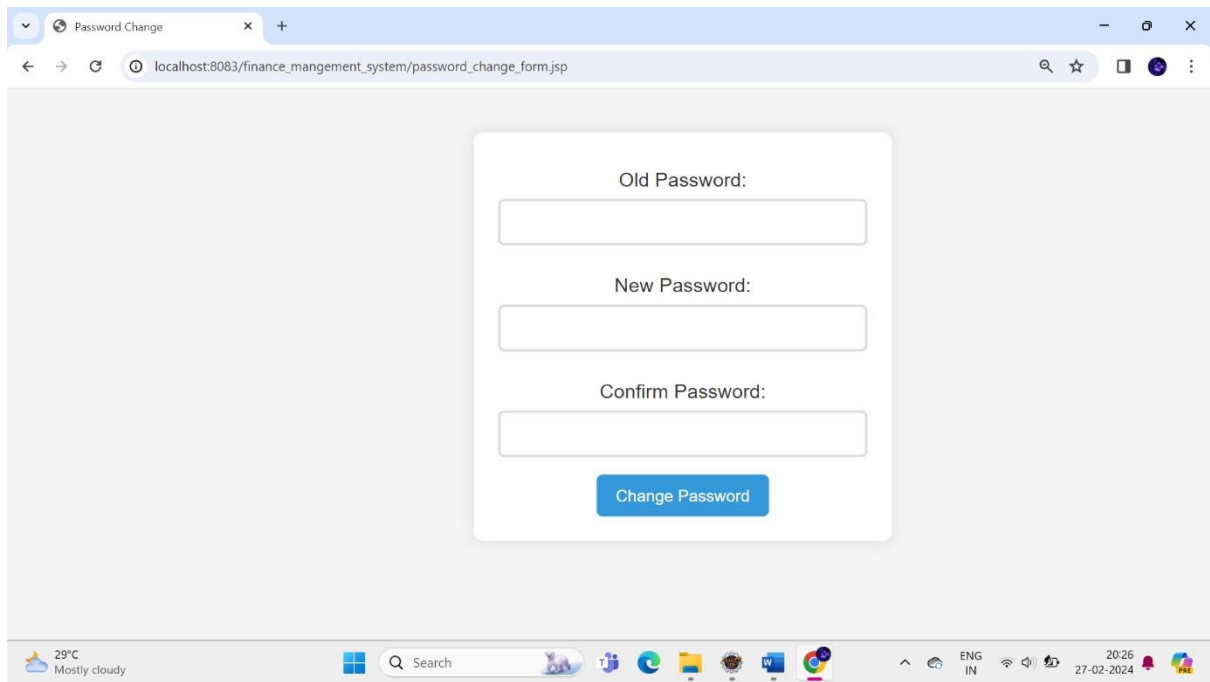 Password Change
localhost:8083/finance_mangement_system/password_change_form.jsp
Old Password:
New Password:
Confirm Password:
Change Password
29°C
Mostly cloudy
Search
ENG
IN
20:26
27-02-2024
PRE